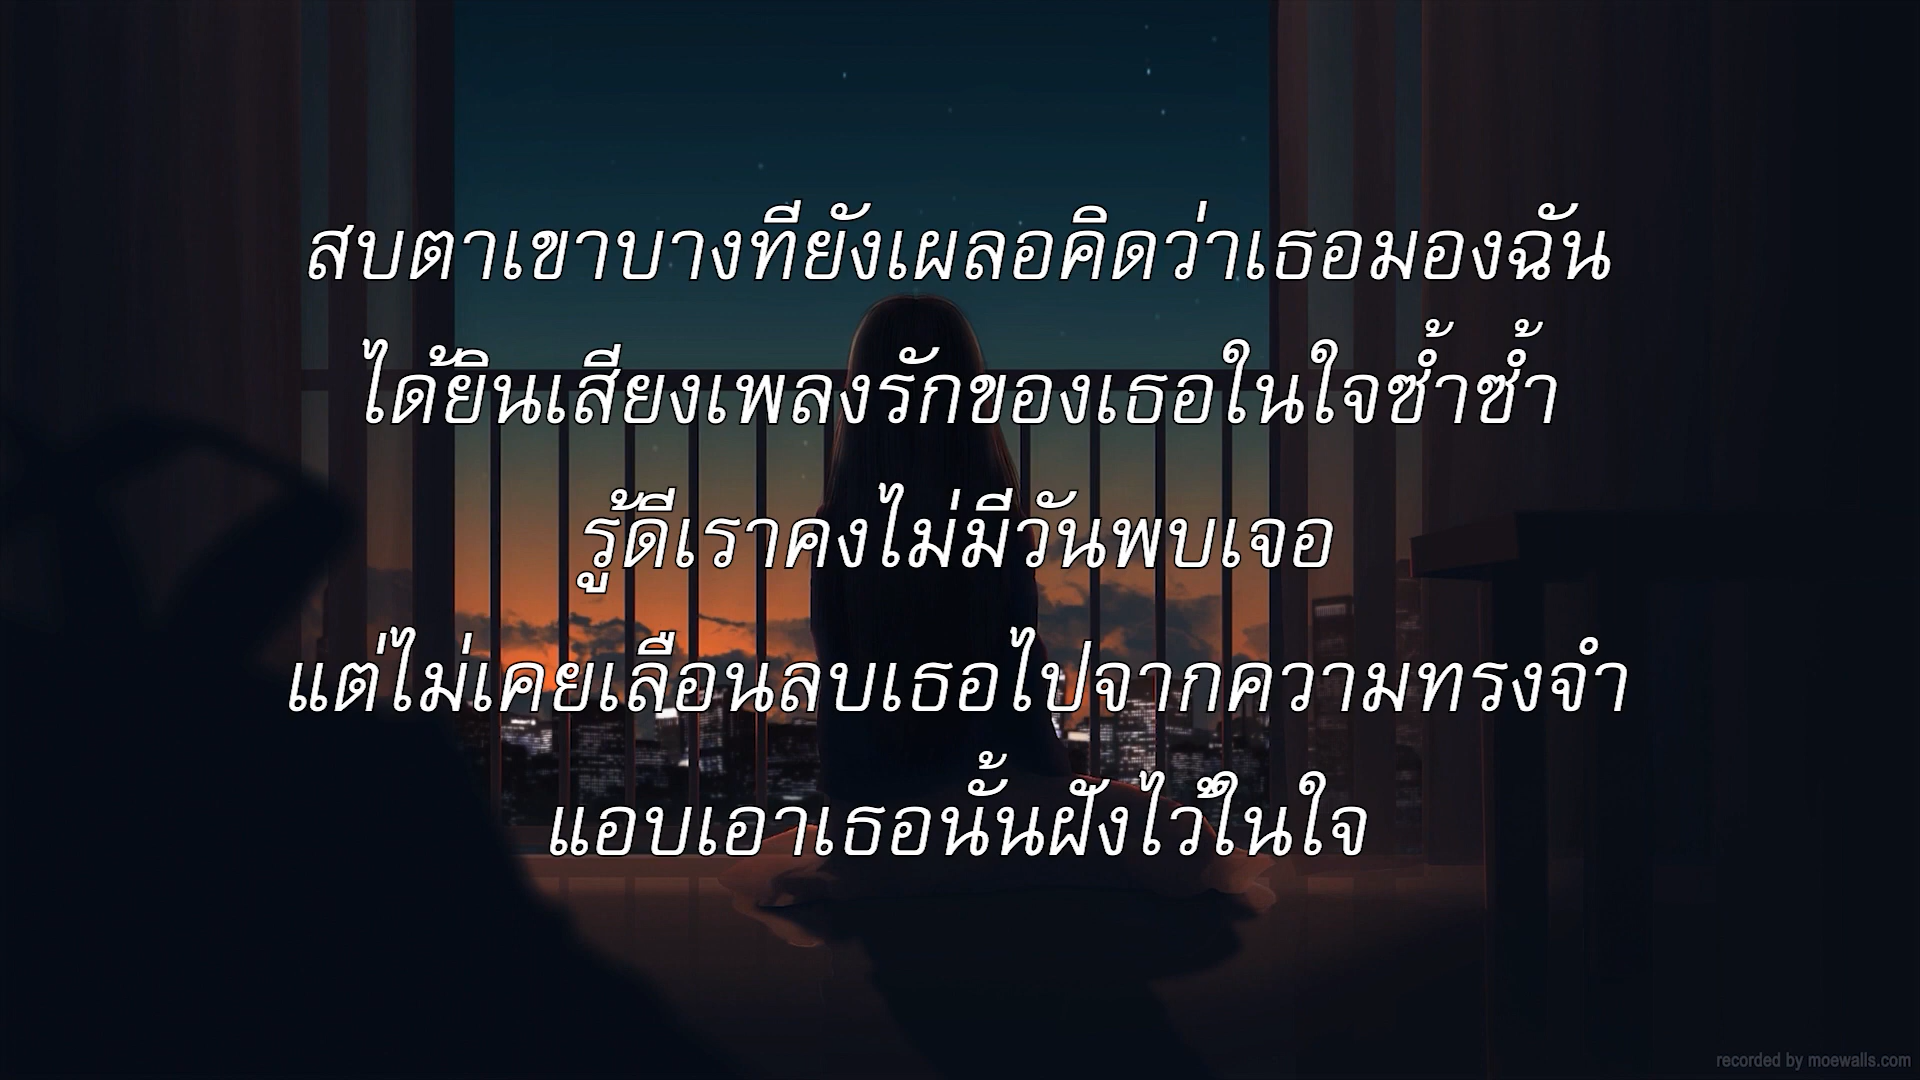 สบตาเขาบางทียังเผลอคิดว่าเธอมองฉัน
ได้ยินเสียงเพลงรักของเธอในใจซ้ำซ้ำ
รู้ดีเราคงไม่มีวันพบเจอ
แต่ไม่เคยเลือนลบเธอไปจากความทรงจำ
แอบเอาเธอนั้นฝังไว้ในใจ
recorded by moewalls.com